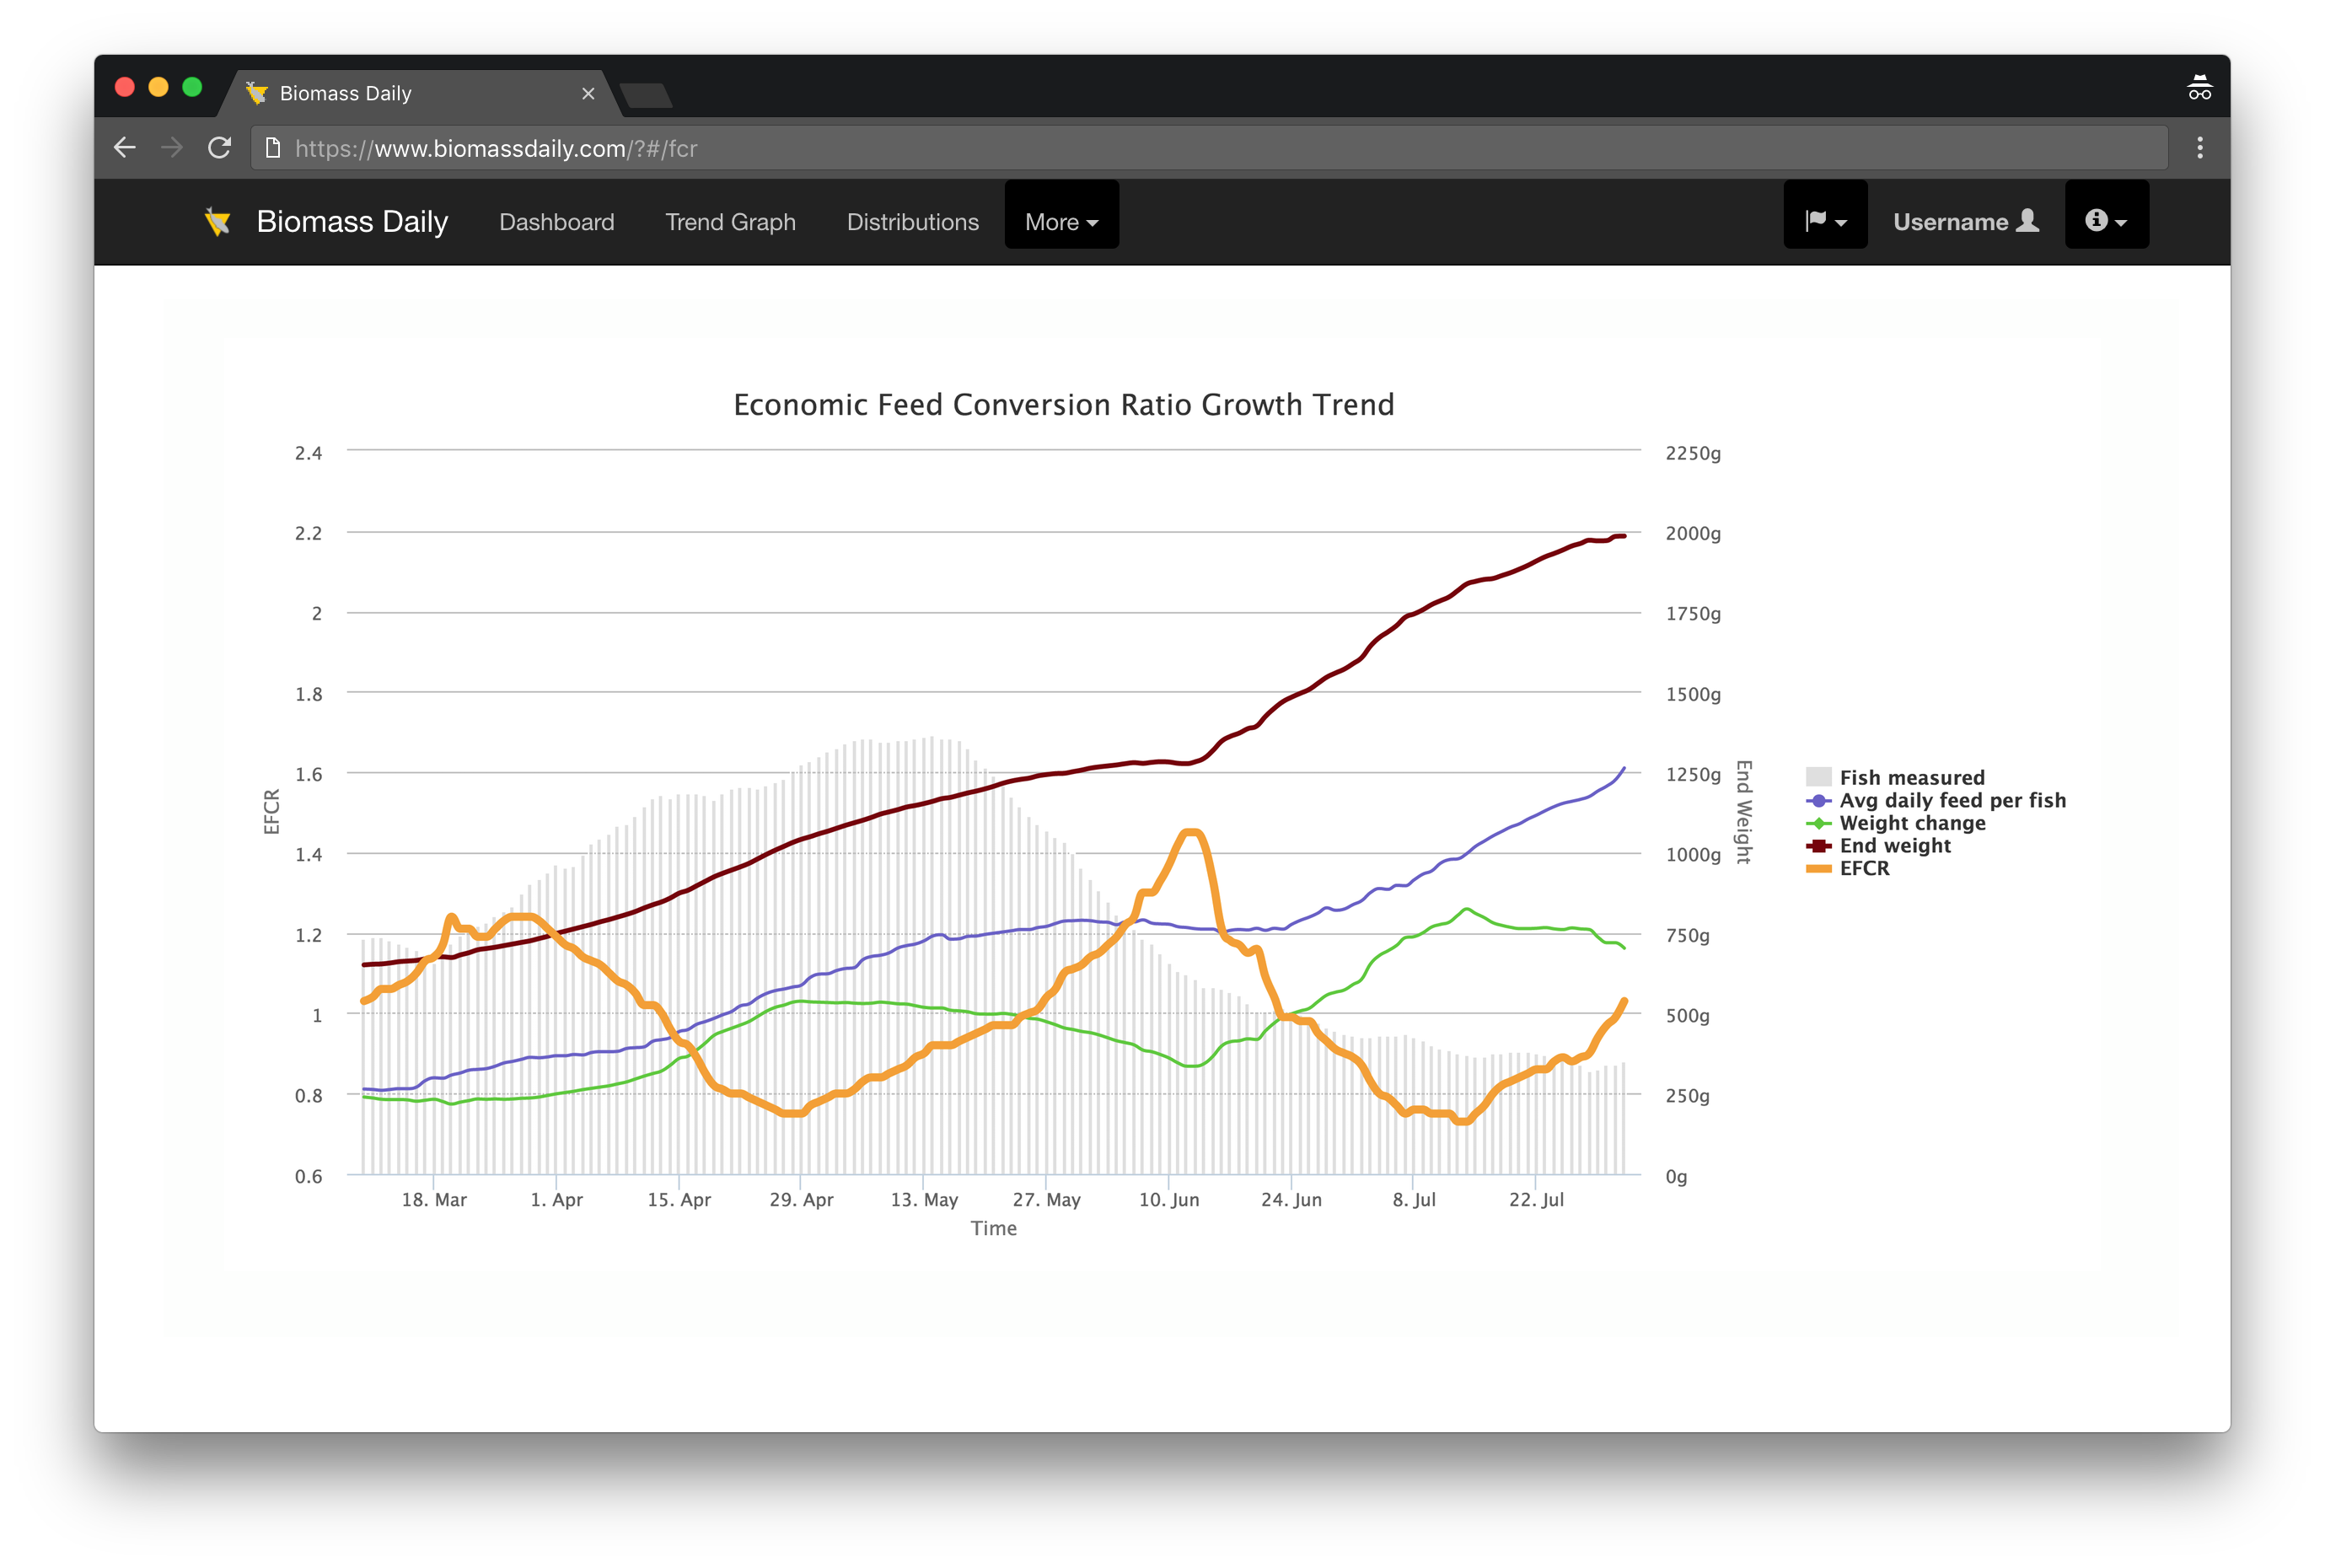 Biomass Daily
https://www.biomassdaily.com/?#/fcr
Biomass Daily Dashboard Trend Graph Distributions More Username
Economic Feed Conversion Ratio Growth Trend
2.4 2250g
2.2 2000g
2 1750g
1.8 1500g
1.6 1250g
1.4 1000g
1.2 750g
1 500g
0.8 250g
0.6 0g
EFCR
End Weight
Fish measured
Avg daily feed per fish
Weight change
End weight
EFCR
18. Mar 1. Apr 15. Apr 29. Apr 13. May 27. May 10. Jun 24. Jun 8. Jul 22. Jul
Time